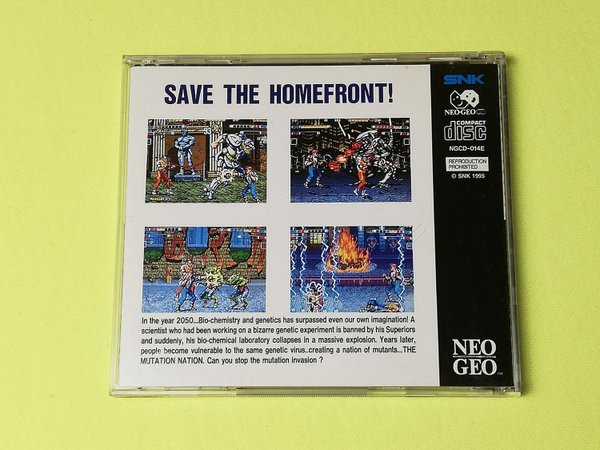 SAVE THE HOMEFRONT!
SNK
NEO·GEO
COMPACT
disc
NGCD-014E
REPRODUCTION
PROHIBITED
© SNK 1995
In the year 2050...Bio-chemistry and genetics has surpassed even our own imagination! A
scientist who had been working on a bizarre genetic experiment is banned by his Superiors
and suddenly, his bio-chemical laboratory collapses in a massive explosion. Years later,
people become vulnerable to the same genetic virus..creating a nation of mutants...THE
MUTATION NATION. Can you stop the mutation invasion ?
NEO
GEO